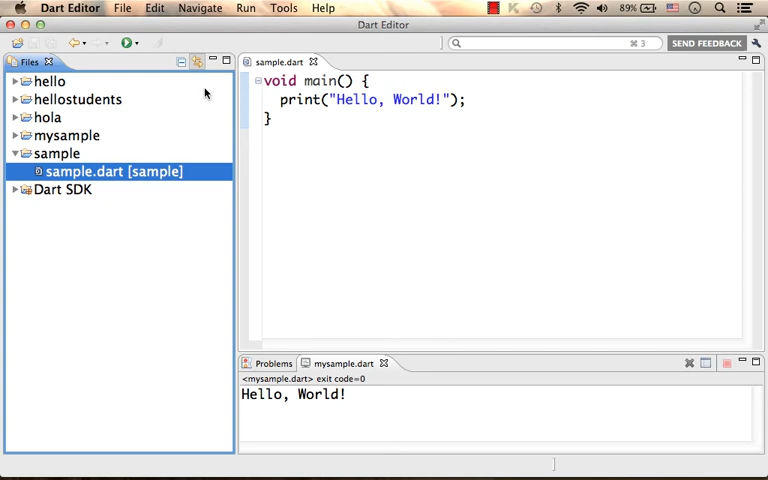 Dart Editor File Edit Navigate Run Tools Help 89%
Dart Editor
⌘ 3 SEND FEEDBACK
Files
hello
hellostudents
hola
mysample
sample
sample.dart [sample]
Dart SDK
sample.dart
void main() {
print("Hello, World!");
}
Problems mysample.dart
<mysample.dart> exit code=0
Hello, World!